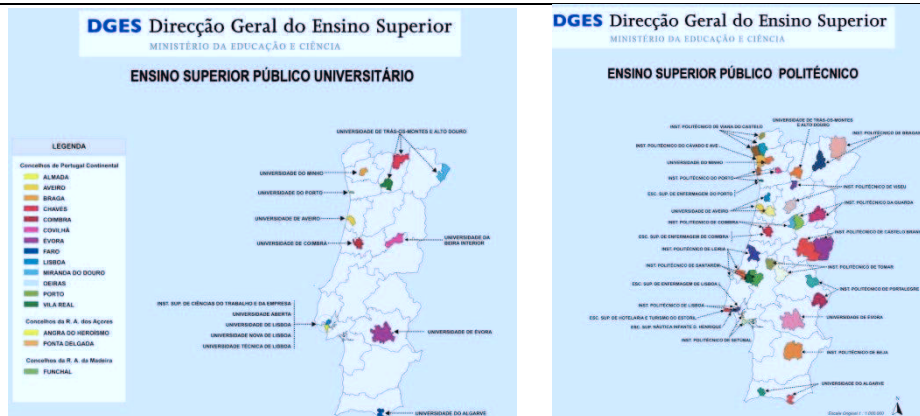 DGES Direcção Geral do Ensino Superior
MINISTÉRIO DA EDUCAÇÃO E CIÊNCIA
ENSINO SUPERIOR PÚBLICO UNIVERSITÁRIO
LEGENDA
Concelhos de Portugal Continental
ALMADA
AVEIRO
BRAGA
CHAVES
COIMBRA
COVILHÃ
ÉVORA
FARO
LISBOA
MIRANDA DO DOURO
OEIRAS
PORTO
VILA REAL
Concelhos da R. A. dos Açores
ANGRA DO HEROÍSMO
PONTA DELGADA
Concelhos da R. A. da Madeira
FUNCHAL
UNIVERSIDADE DE TRÁS-OS-MONTES E ALTO DOURO
UNIVERSIDADE DO MINHO
UNIVERSIDADE DO PORTO
UNIVERSIDADE DE AVEIRO
UNIVERSIDADE DE COIMBRA
UNIVERSIDADE DA
BEIRA INTERIOR
INST. SUP. DE CIÊNCIAS DO TRABALHO E DA EMPRESA
UNIVERSIDADE ABERTA
UNIVERSIDADE DE LISBOA
UNIVERSIDADE NOVA DE LISBOA
UNIVERSIDADE TÉCNICA DE LISBOA
UNIVERSIDADE DE ÉVORA
UNIVERSIDADE DO ALGARVE
DGES Direcção Geral do Ensino Superior
MINISTÉRIO DA EDUCAÇÃO E CIÊNCIA
ENSINO SUPERIOR PÚBLICO POLITÉCNICO
UNIVERSIDADE DE TRÁS-OS-MONTES
E ALTO DOURO
INST. POLITÉCNICO DE VIANA DO CASTELO
INST. POLITÉCNICO DE BRAGAN
INST. POLITÉCNICO DO CÁVADO E AVE
UNIVERSIDADE DO MINHO
INST. POLITÉCNICO DO PORTO
INST. POLITÉCNICO DE VISEU
ESC. SUP. DE ENFERMAGEM DO PORTO
INST. POLITÉCNICO DA GUARDA
UNIVERSIDADE DE AVEIRO
INST. POLITÉCNICO DE COIMBRA
INST. POLITÉCNICO DE CASTELO BRAN
ESC. SUP. DE ENFERMAGEM DE COIMBRA
INST. POLITÉCNICO DE LEIRIA
INST. POLITÉCNICO DE TOMAR
INST. POLITÉCNICO DE SANTARÉM
ESC. SUP. DE ENFERMAGEM DE LISBOA
INST. POLITÉCNICO DE PORTALEGRE
INST. POLITÉCNICO DE LISBOA
ESC. SUP. DE HOTELARIA E TURISMO DO ESTORIL
UNIVERSIDADE DE ÉVORA
ESC. SUP. NÁUTICA INFANTE D. HENRIQUE
INST. POLITÉCNICO DE SETÚBAL
INST. POLITÉCNICO DE BEJA
UNIVERSIDADE DO ALGARVE